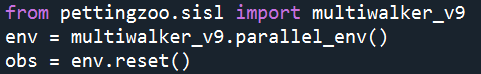 from pettingzoo.sisl import multiwalker_v9
env = multiwalker_v9.parallel_env()
obs = env.reset()